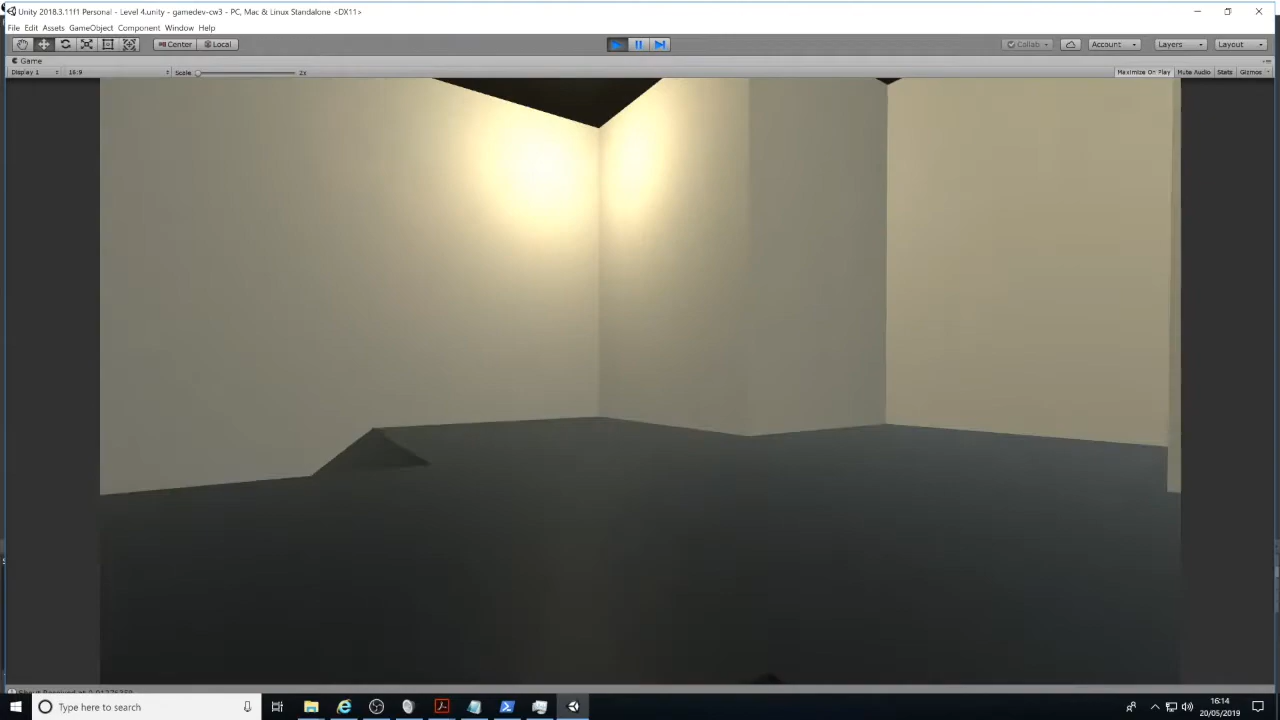 Unity 2018.3.11f1 Personal - Level 4.unity - gamedev-cw3 - PC, Mac & Linux Standalone <DX11>
File Edit Assets GameObject Component Window Help
Center Local Collab Account Layers Layout
Game
Display 1 16:9 Scale 2x Maximize On Play Mute Audio Stats Gizmos
Type here to search
16:14
20/05/2019